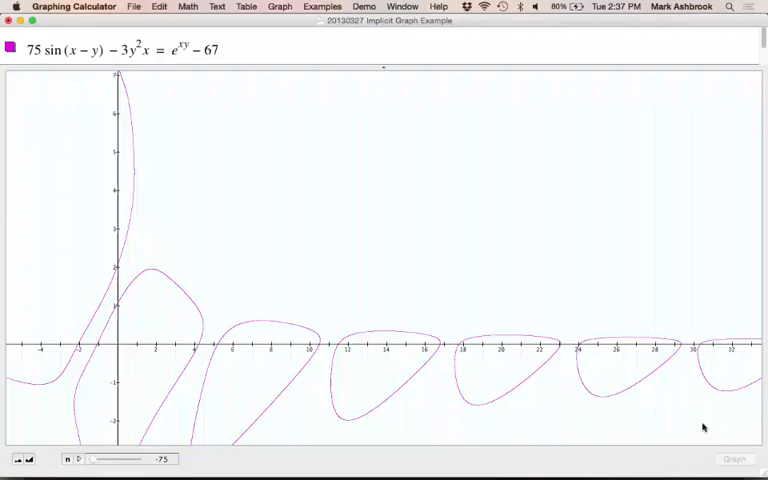 Graphing Calculator File Edit Math Text Table Graph Examples Demo Window Help 80% Tue 2:37 PM Mark Ashbrook
20130327 Implicit Graph Example
75 sin (x − y) − 3y²x = e^{xy} − 67
7
6
5
4
3
2
1
-4 -2 2 4 6 8 10 12 14 16 18 20 22 24 26 28 30 32
-1
-2
n -75 Graph